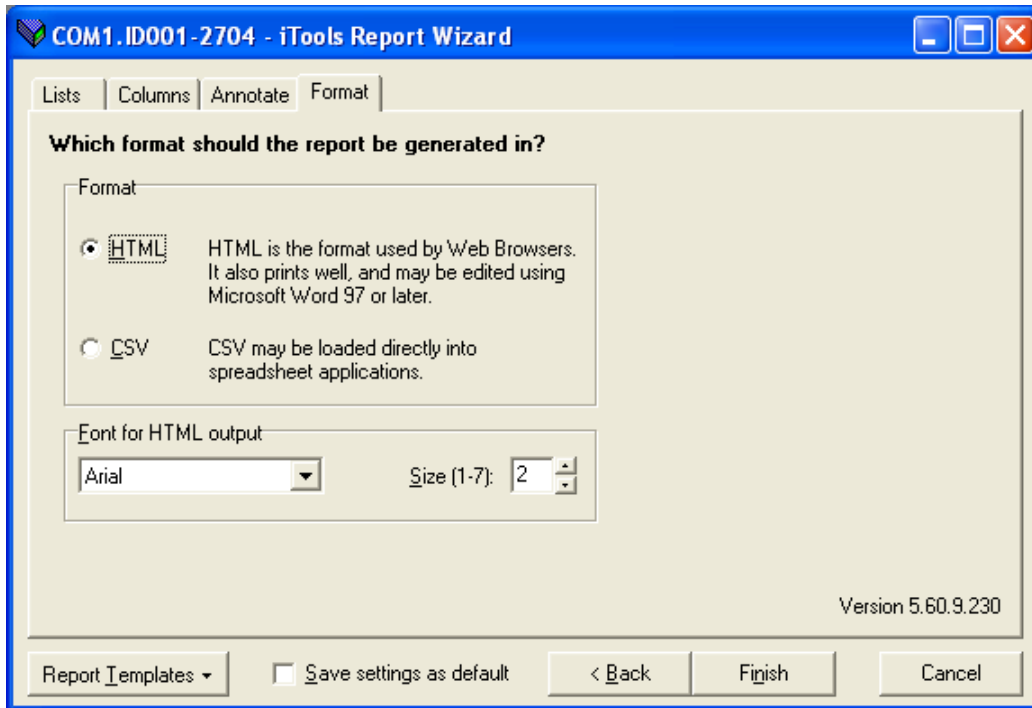 COM1.ID001-2704 - iTools Report Wizard
Lists Columns Annotate Format
Which format should the report be generated in?
Format
HTML HTML is the format used by Web Browsers.
It also prints well, and may be edited using
Microsoft Word 97 or later.
CSV CSV may be loaded directly into
spreadsheet applications.
Font for HTML output
Arial Size (1-7): 2
Version 5.60.9.230
Report Templates Save settings as default < Back Finish Cancel